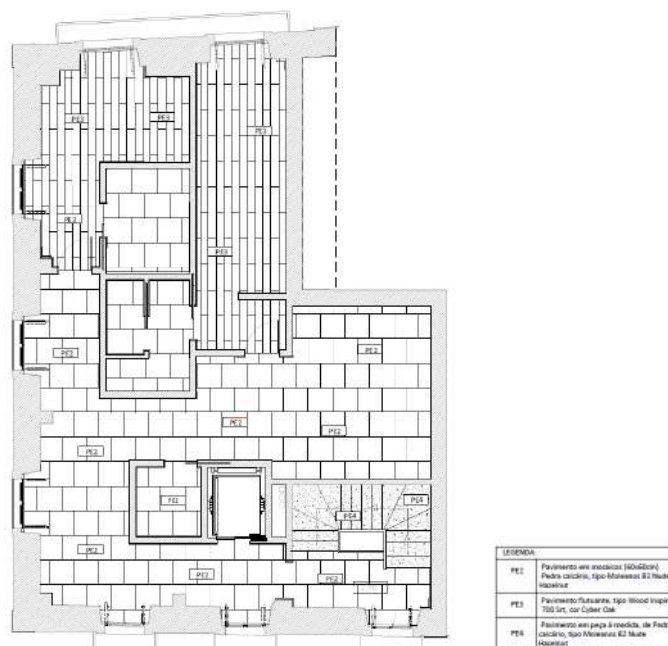 PE3
PE3
PE3
PE3
PE3
PE2
PE2
PE2
PE2
PE2
PE2
PE4
PE4
PE2
PE2
PE2
LEGENDA:
PE2
Pavimento em mosaicos (60x60cm)
Pedra calcário, tipo Moleanos B2 Nude
Hazelnut
PE3
Pavimento flutuante, tipo Wood Inspire
700 Srt, cor Cyber Oak
PE4
Pavimento em peça à medida, de Pedra
calcário, tipo Moleanos B2 Nude
Hazelnut